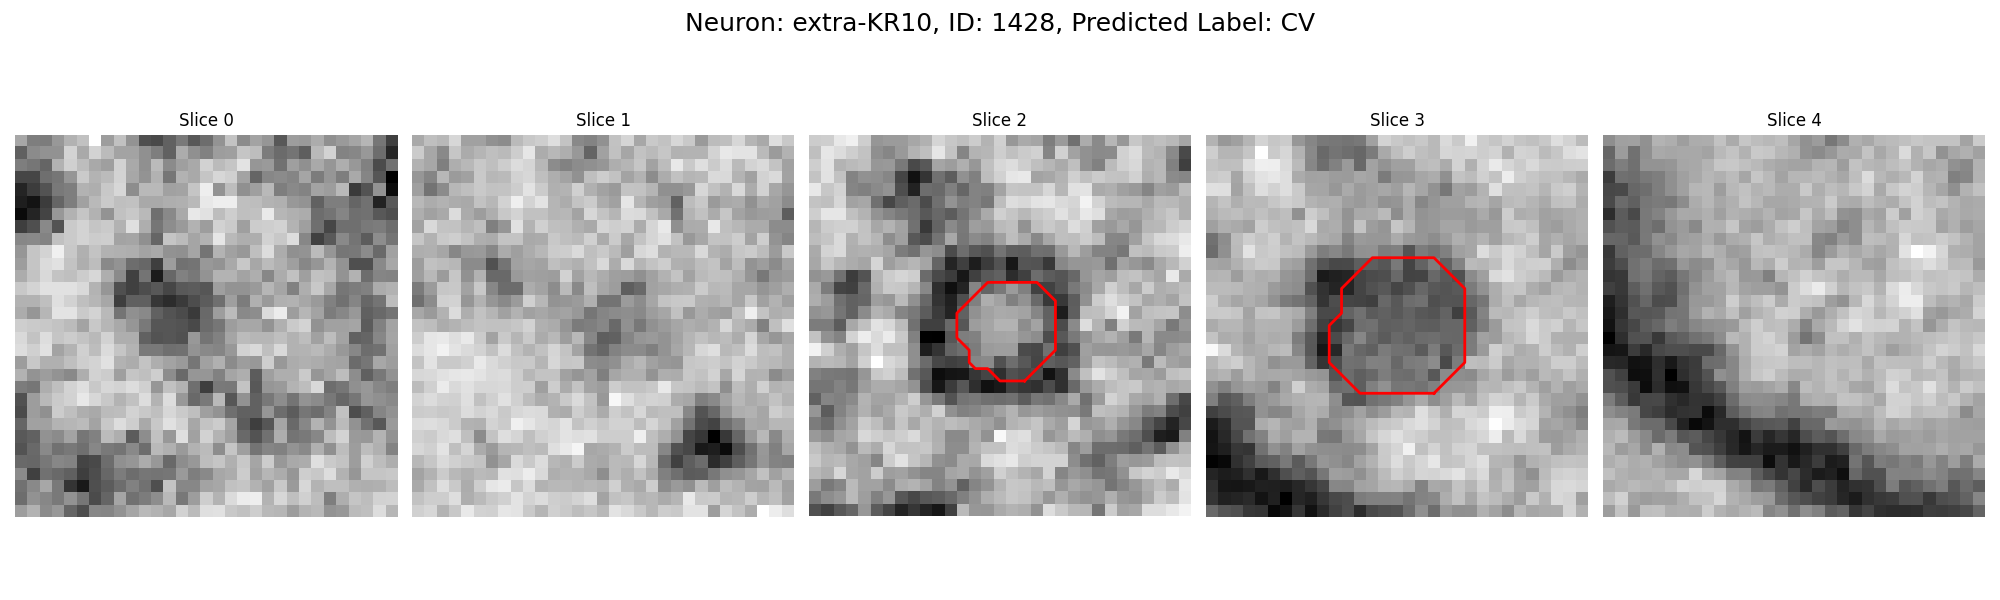 Neuron: extra-KR10, ID: 1428, Predicted Label: CV
Slice 0
Slice 1
Slice 2
Slice 3
Slice 4